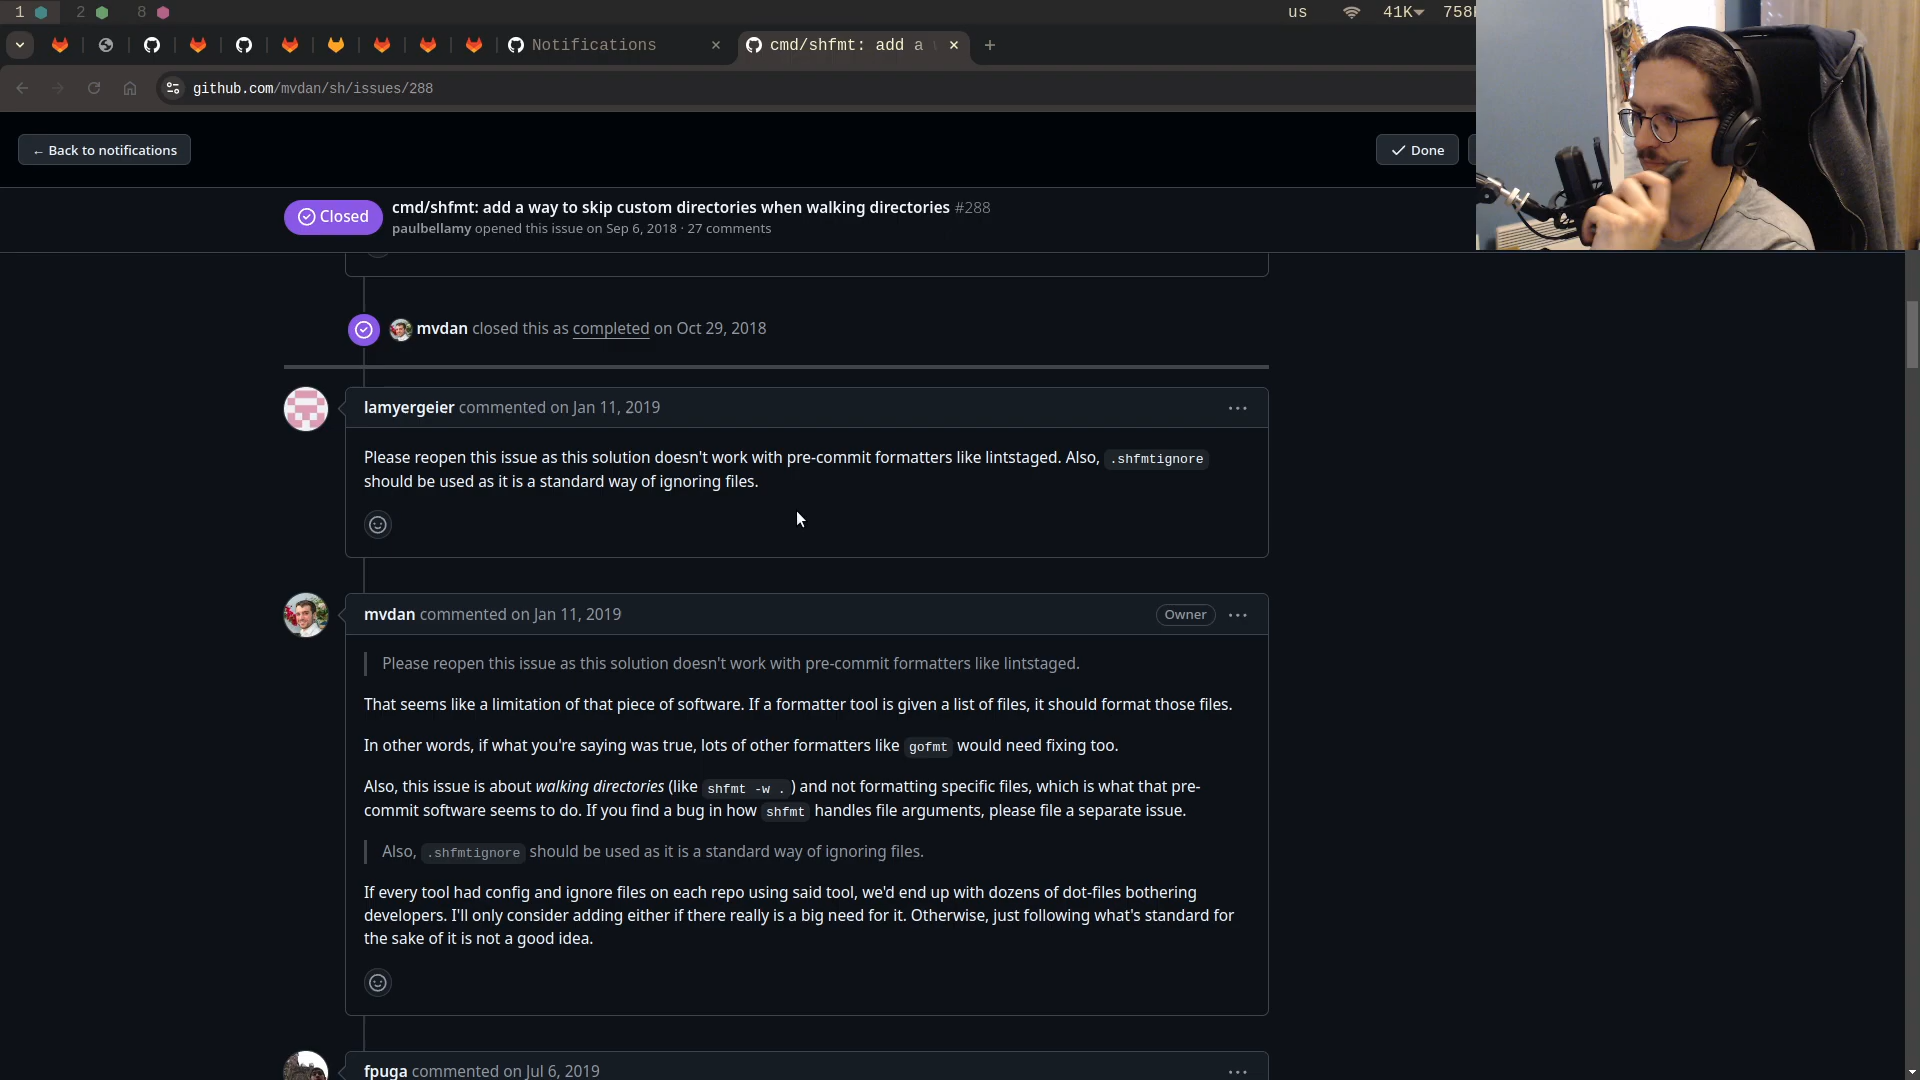 1 2 8 us 41K 758
Notifications cmd/shfmt: add a
github.com/mvdan/sh/issues/288
← Back to notifications Done
Closed cmd/shfmt: add a way to skip custom directories when walking directories #288
paulbellamy opened this issue on Sep 6, 2018 · 27 comments
mvdan closed this as completed on Oct 29, 2018
lamyergeier commented on Jan 11, 2019
Please reopen this issue as this solution doesn't work with pre-commit formatters like lintstaged. Also, .shfmtignore
should be used as it is a standard way of ignoring files.
mvdan commented on Jan 11, 2019 Owner
Please reopen this issue as this solution doesn't work with pre-commit formatters like lintstaged.
That seems like a limitation of that piece of software. If a formatter tool is given a list of files, it should format those files.
In other words, if what you're saying was true, lots of other formatters like gofmt would need fixing too.
Also, this issue is about walking directories (like shfmt -w .) and not formatting specific files, which is what that pre-
commit software seems to do. If you find a bug in how shfmt handles file arguments, please file a separate issue.
Also, .shfmtignore should be used as it is a standard way of ignoring files.
If every tool had config and ignore files on each repo using said tool, we'd end up with dozens of dot-files bothering
developers. I'll only consider adding either if there really is a big need for it. Otherwise, just following what's standard for
the sake of it is not a good idea.
fpuga commented on Jul 6, 2019